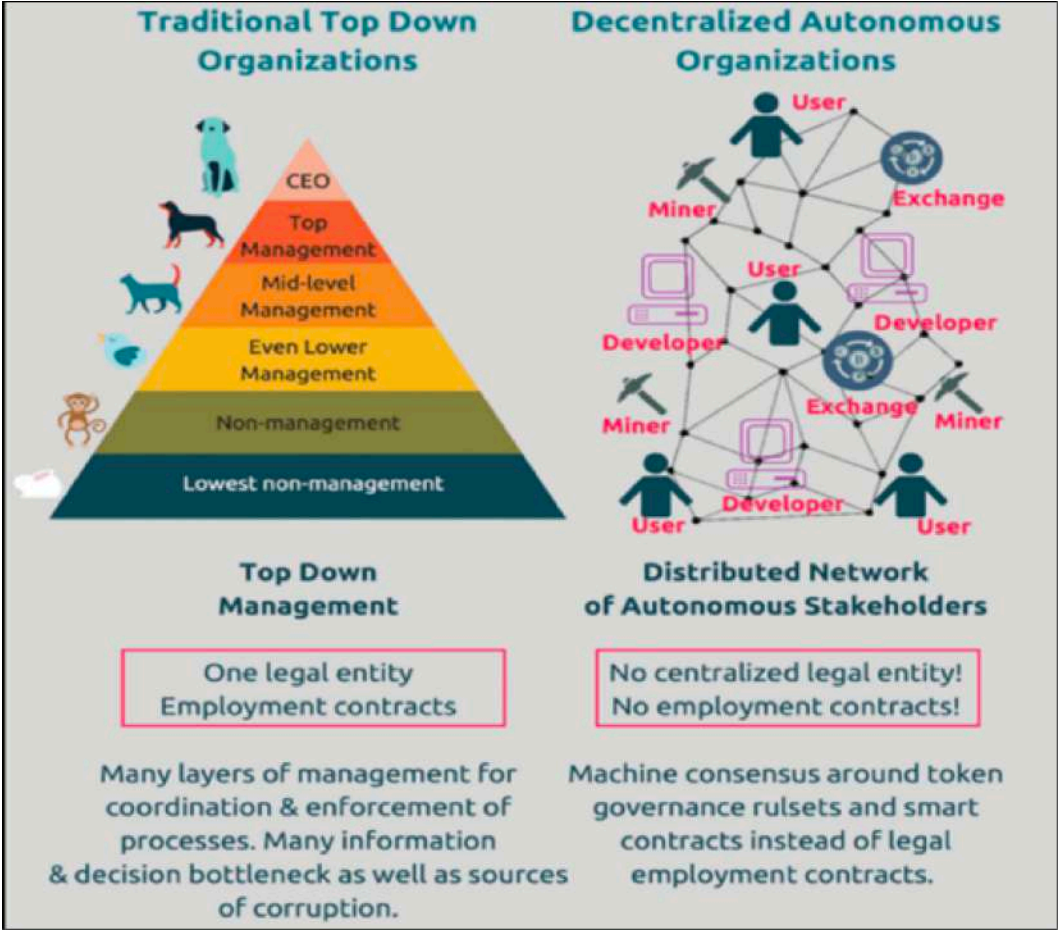 Traditional Top Down
Organizations
CEO
Top
Management
Mid-level
Management
Even Lower
Management
Non-management
Lowest non-management
Top Down
Management
One legal entity
Employment contracts
Many layers of management for
coordination & enforcement of
processes. Many information
& decision bottleneck as well as sources
of corruption.
Decentralized Autonomous
Organizations
User
Exchange
Miner
User
Developer
Developer
Exchange
Miner
Miner
Developer
User
User
Distributed Network
of Autonomous Stakeholders
No centralized legal entity!
No employment contracts!
Machine consensus around token
governance rulsets and smart
contracts instead of legal
employment contracts.